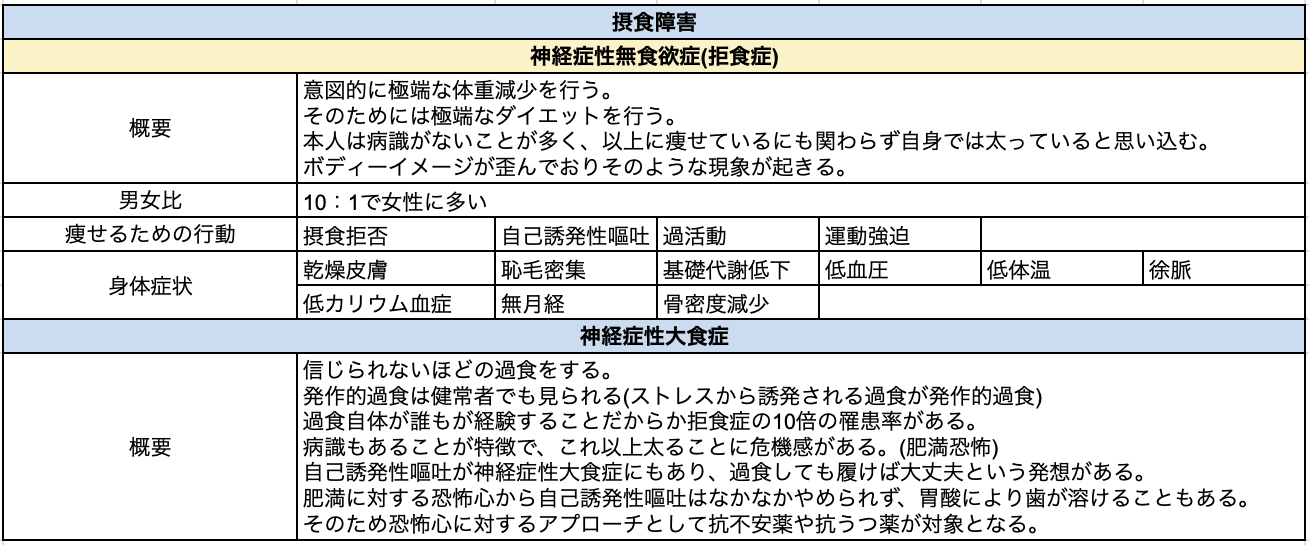 摂食障害
神経症性無食欲症(拒食症)
概要
意図的に極端な体重減少を行う。
そのためには極端なダイエットを行う。
本人は病識がないことが多く、以上に痩せているにも関わらず自身では太っていると思い込む。
ボディーイメージが歪んでおりそのような現象が起きる。
男女比
10：1で女性に多い
痩せるための行動
摂食拒否 自己誘発性嘔吐 過活動 運動強迫
身体症状
乾燥皮膚 恥毛密集 基礎代謝低下 低血圧 低体温 徐脈
低カリウム血症 無月経 骨密度減少
神経症性大食症
概要
信じられないほどの過食をする。
発作的過食は健常者でも見られる(ストレスから誘発される過食が発作的過食)
過食自体が誰もが経験することだからか拒食症の10倍の罹患率がある。
病識もあることが特徴で、これ以上太ることに危機感がある。(肥満恐怖)
自己誘発性嘔吐が神経症性大食症にもあり、過食しても履けば大丈夫という発想がある。
肥満に対する恐怖心から自己誘発性嘔吐はなかなかやめられず、胃酸により歯が溶けることもある。
そのため恐怖心に対するアプローチとして抗不安薬や抗うつ薬が対象となる。